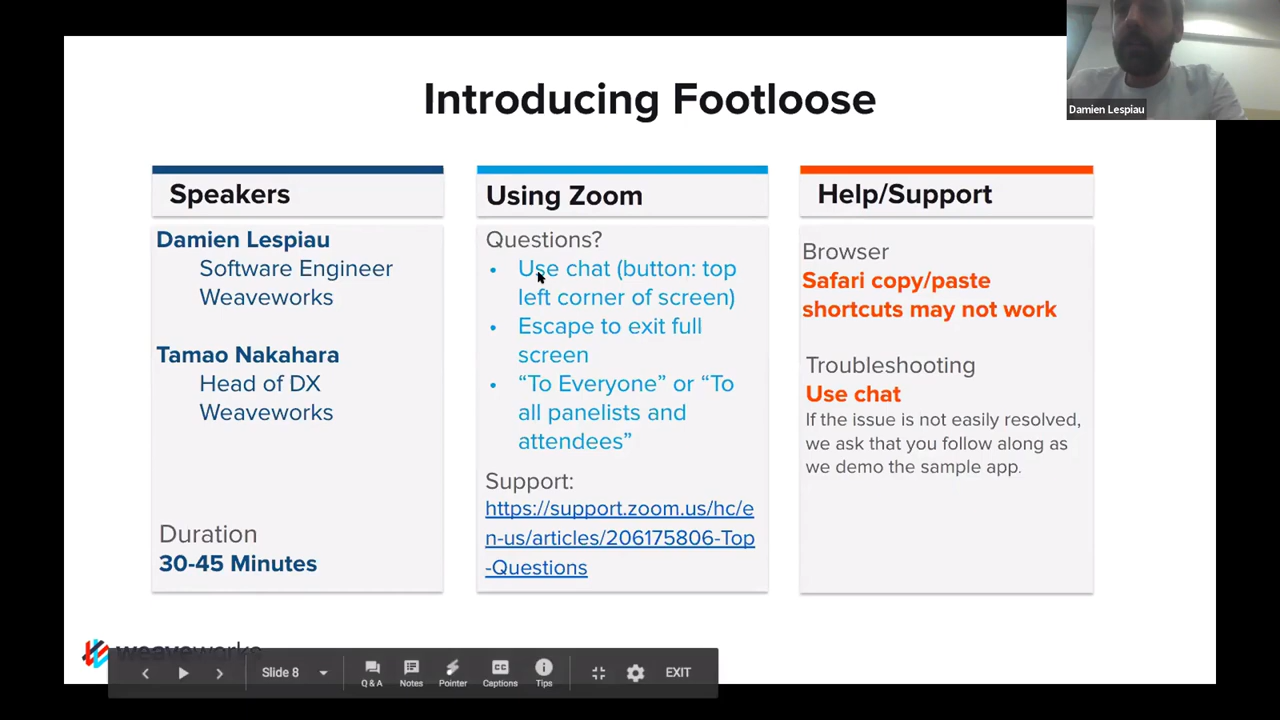 Introducing Footloose
Damien Lespiau
Speakers
Damien Lespiau
Software Engineer
Weaveworks
Tamao Nakahara
Head of DX
Weaveworks
Duration
30-45 Minutes
Using Zoom
Questions?
• Use chat (button: top
left corner of screen)
• Escape to exit full
screen
• “To Everyone” or “To
all panelists and
attendees”
Support:
https://support.zoom.us/hc/e
n-us/articles/206175806-Top
-Questions
Help/Support
Browser
Safari copy/paste
shortcuts may not work
Troubleshooting
Use chat
If the issue is not easily resolved,
we ask that you follow along as
we demo the sample app.
weaveworks
Slide 8
Q & A
Notes
Pointer
CC
Captions
Tips
EXIT